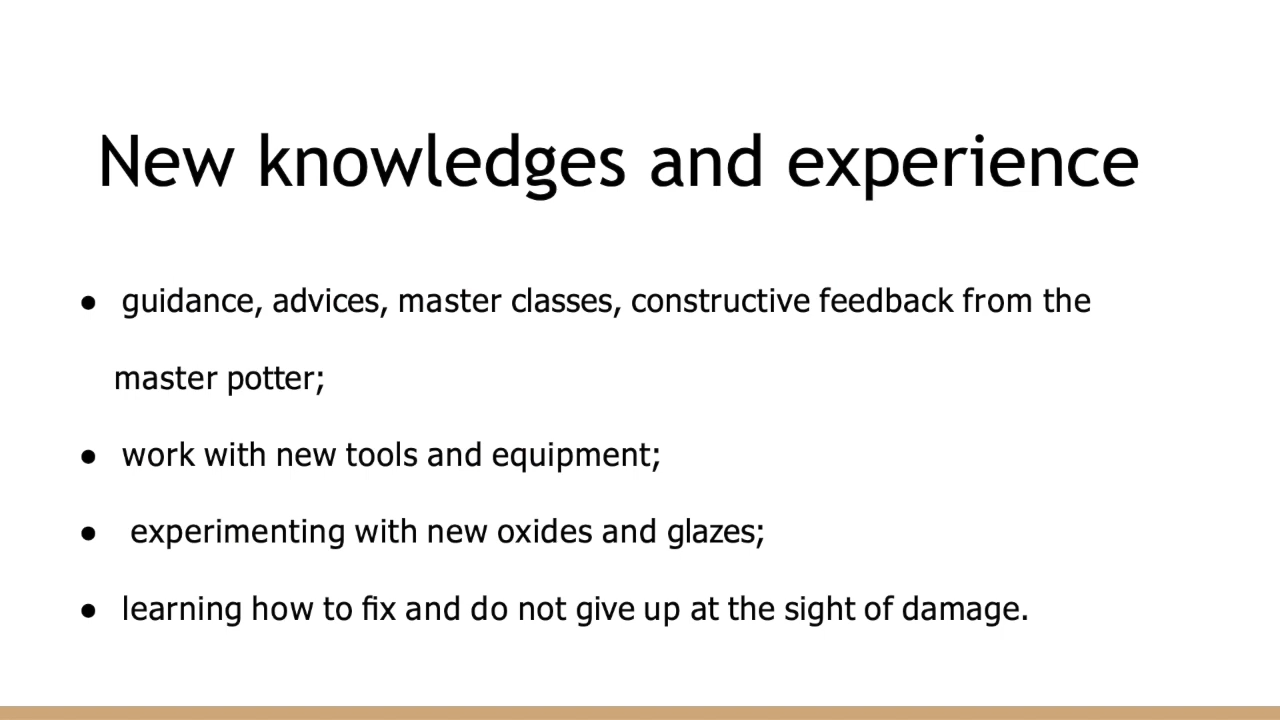 New knowledges and experience
● guidance, advices, master classes, constructive feedback from the
master potter;
● work with new tools and equipment;
● experimenting with new oxides and glazes;
● learning how to fix and do not give up at the sight of damage.